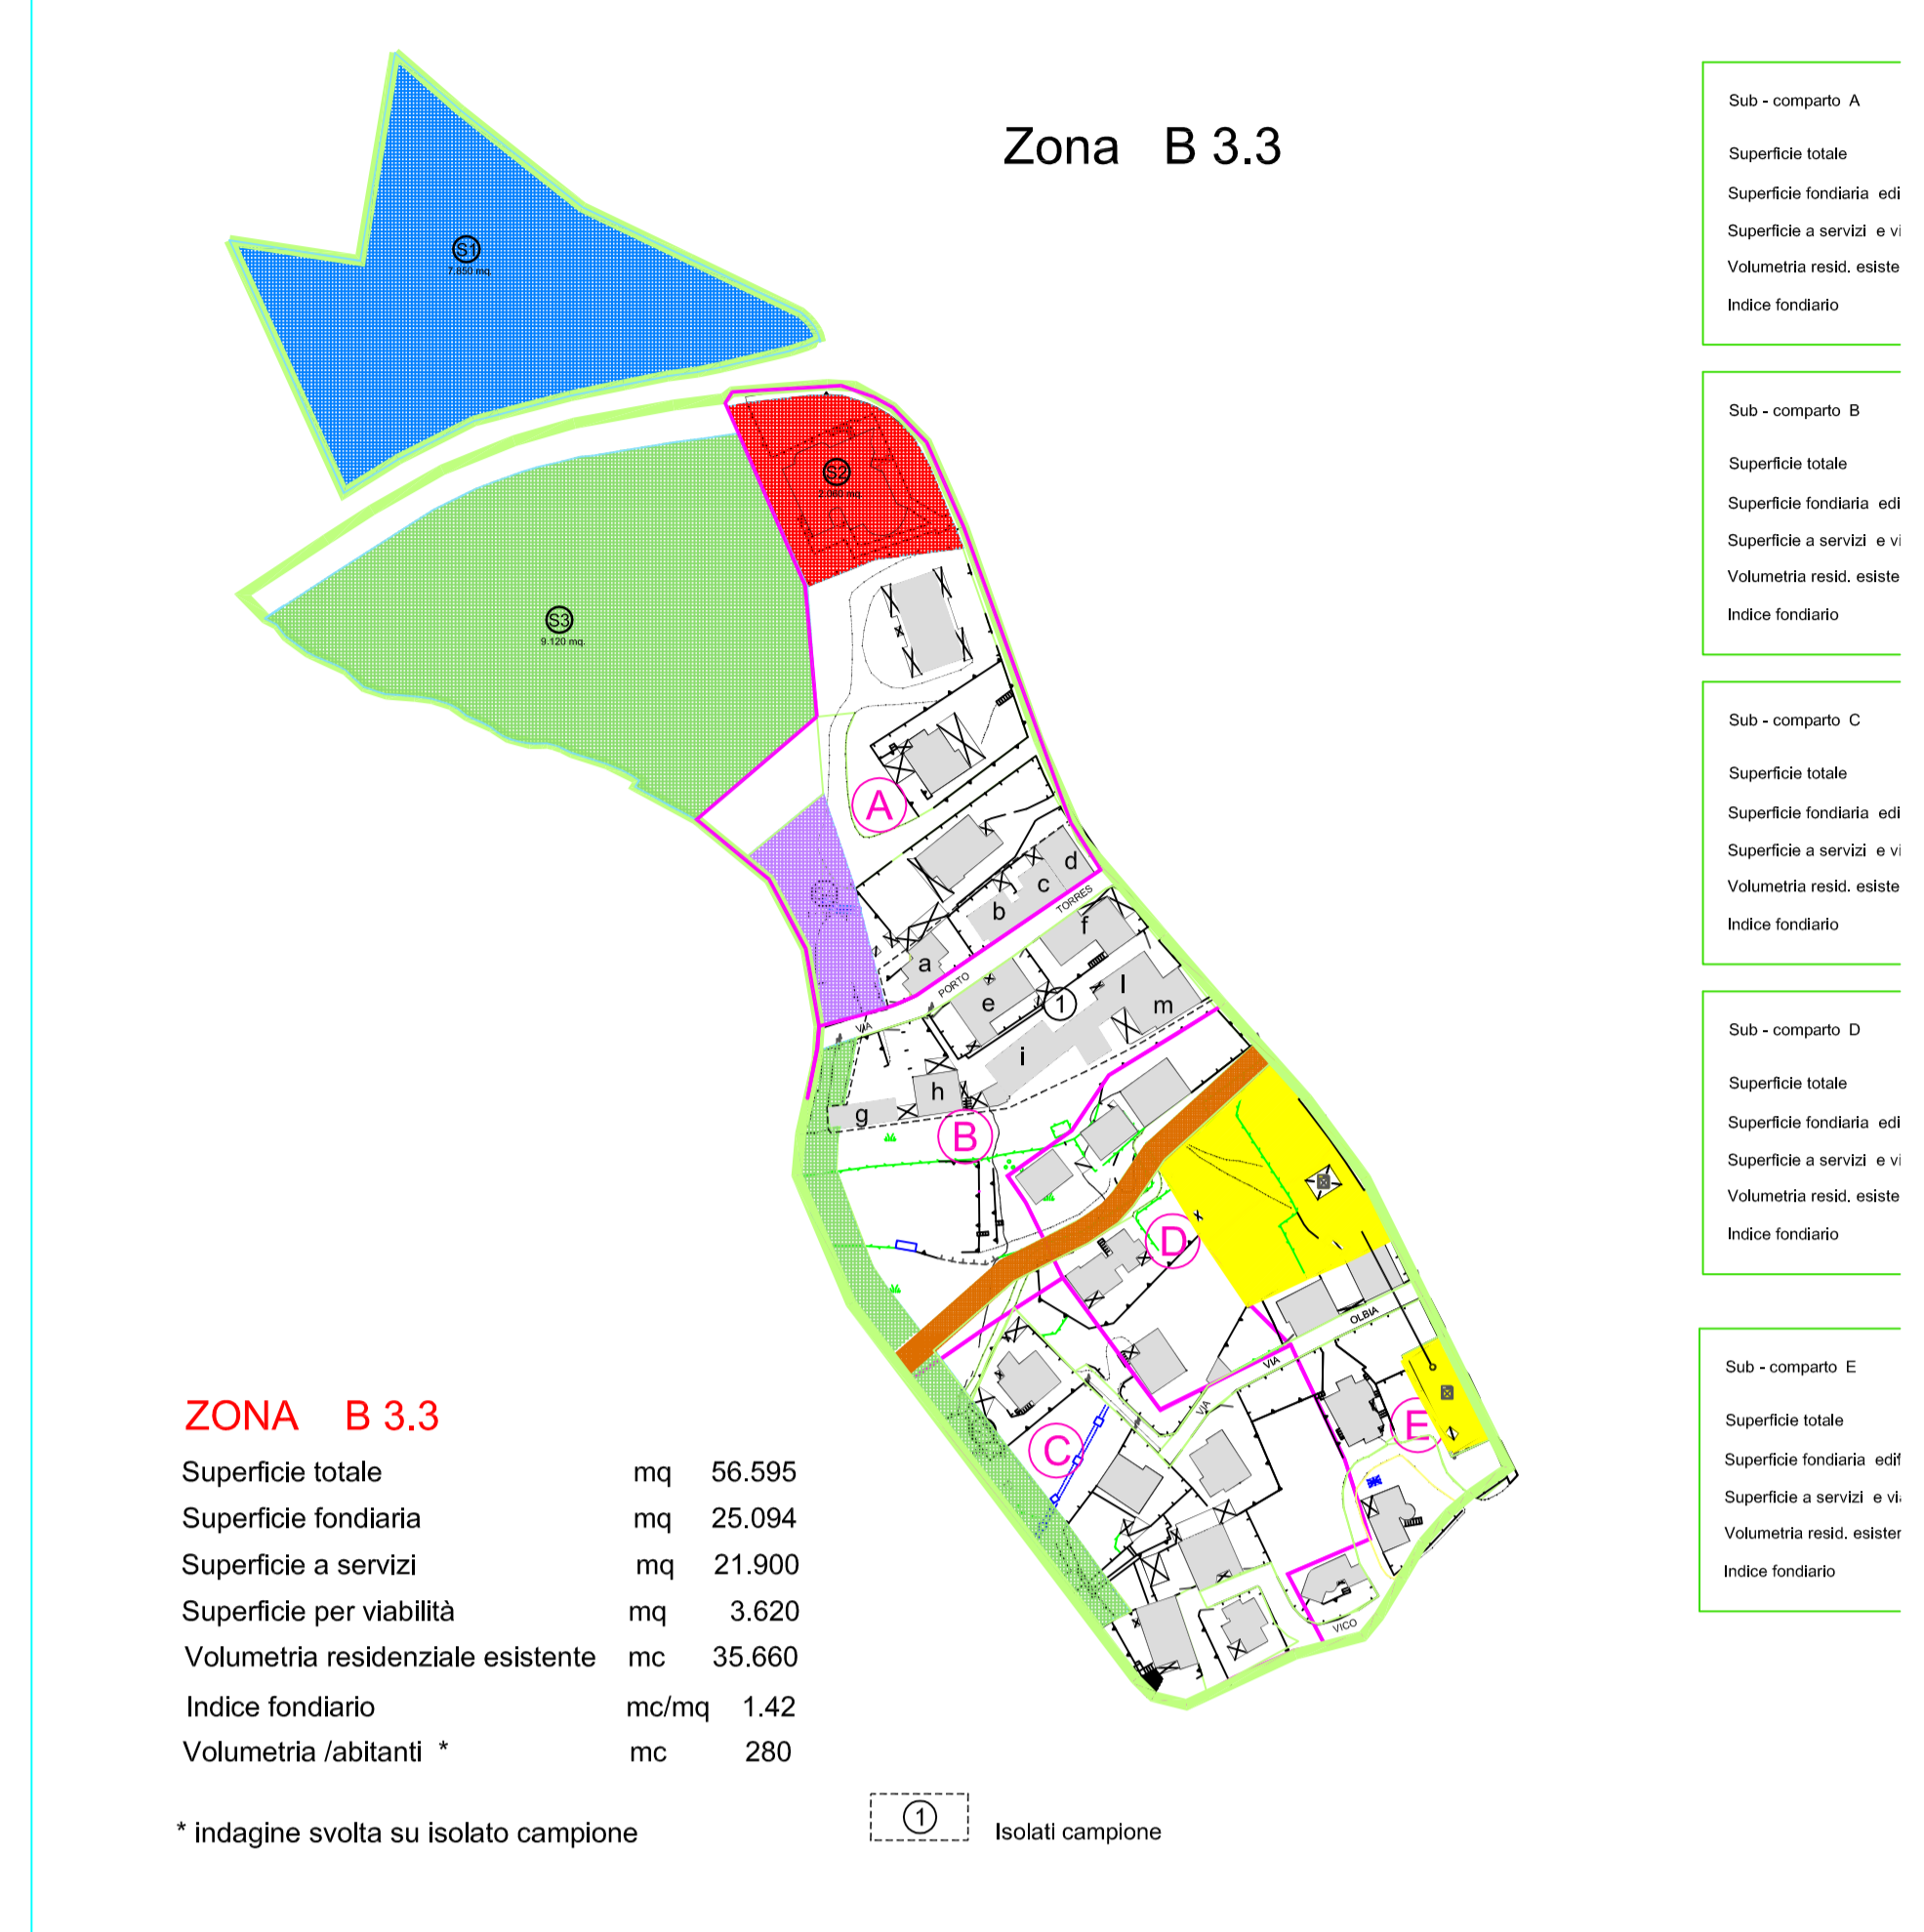 Zona B 3.3
S1
7.850 mq.
S2
2.060 mq.
S3
9.120 mq.
A
d
c
b
a
TORRES
PORTO
VIA
f
e
1
l
m
i
h
g
B
D
OLBIA
VIA
VIA
E
C
VICO
ZONA B 3.3
Superficie totale mq 56.595
Superficie fondiaria mq 25.094
Superficie a servizi mq 21.900
Superficie per viabilità mq 3.620
Volumetria residenziale esistente mc 35.660
Indice fondiario mc/mq 1.42
Volumetria /abitanti * mc 280
* indagine svolta su isolato campione
1
Isolati campione
Sub - comparto A
Superficie totale
Superficie fondiaria edi
Superficie a servizi e vi
Volumetria resid. esiste
Indice fondiario
Sub - comparto B
Superficie totale
Superficie fondiaria edi
Superficie a servizi e vi
Volumetria resid. esiste
Indice fondiario
Sub - comparto C
Superficie totale
Superficie fondiaria edi
Superficie a servizi e vi
Volumetria resid. esiste
Indice fondiario
Sub - comparto D
Superficie totale
Superficie fondiaria edi
Superficie a servizi e vi
Volumetria resid. esiste
Indice fondiario
Sub - comparto E
Superficie totale
Superficie fondiaria edif
Superficie a servizi e via
Volumetria resid. esister
Indice fondiario